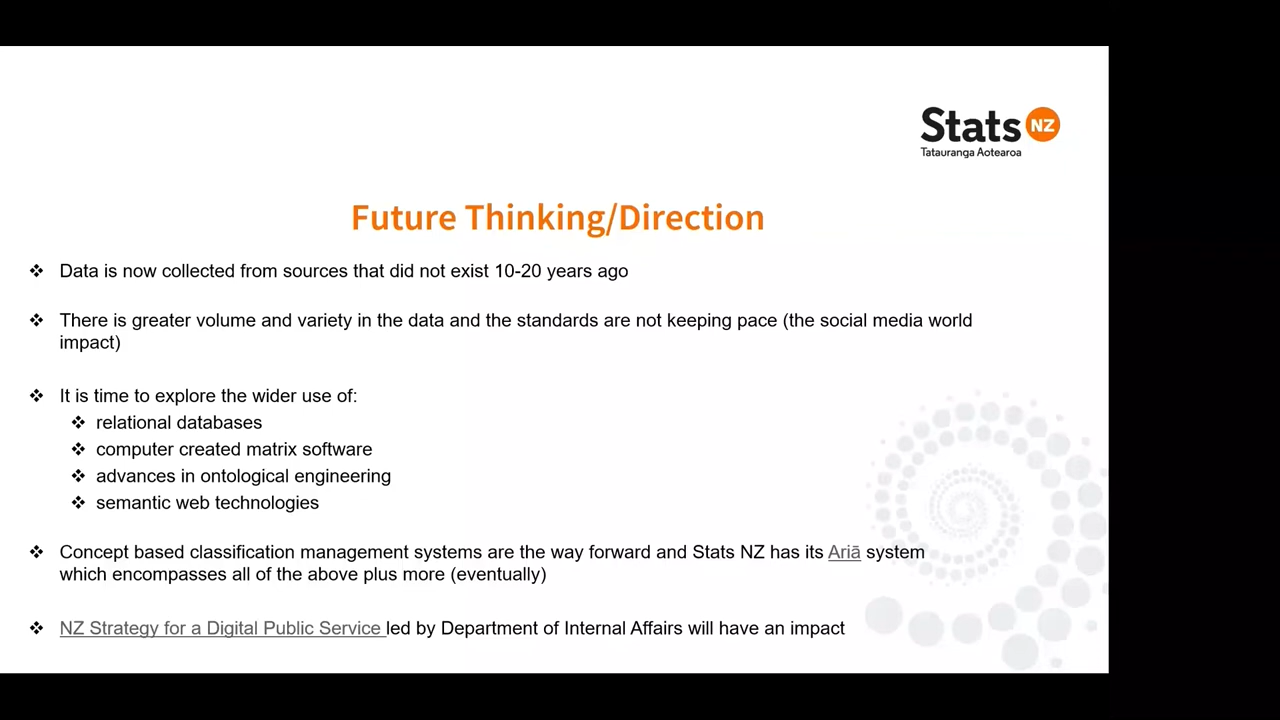 Stats NZ
Tatauranga Aotearoa
Future Thinking/Direction
❖ Data is now collected from sources that did not exist 10-20 years ago
❖ There is greater volume and variety in the data and the standards are not keeping pace (the social media world
impact)
❖ It is time to explore the wider use of:
❖ relational databases
❖ computer created matrix software
❖ advances in ontological engineering
❖ semantic web technologies
❖ Concept based classification management systems are the way forward and Stats NZ has its Ariā system
which encompasses all of the above plus more (eventually)
❖ NZ Strategy for a Digital Public Service led by Department of Internal Affairs will have an impact